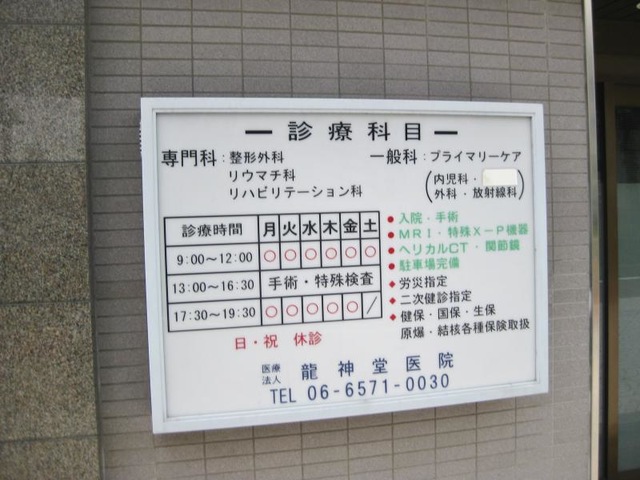 ー診療科目ー
専門科：整形外科
リウマチ科
リハビリテーション科
一般科：プライマリーケア
（内児科・
外科・放射線科）
診療時間 月 火 水 木 金 土
9:00〜12:00 ○ ○ ○ ○ ○ ○
13:00〜16:30 手術・特殊検査
17:30〜19:30 ○ ○ ○ ○ ○ ／
日・祝 休診
● 入院・手術
● MRI・特殊X－P機器
● ヘリカルCT・関節鏡
● 駐車場完備
◆ 労災指定
◆ 二次健診指定
◆ 健保・国保・生保
原爆・結核各種保険取扱
医療法人 龍神堂医院
TEL 06-6571-0030